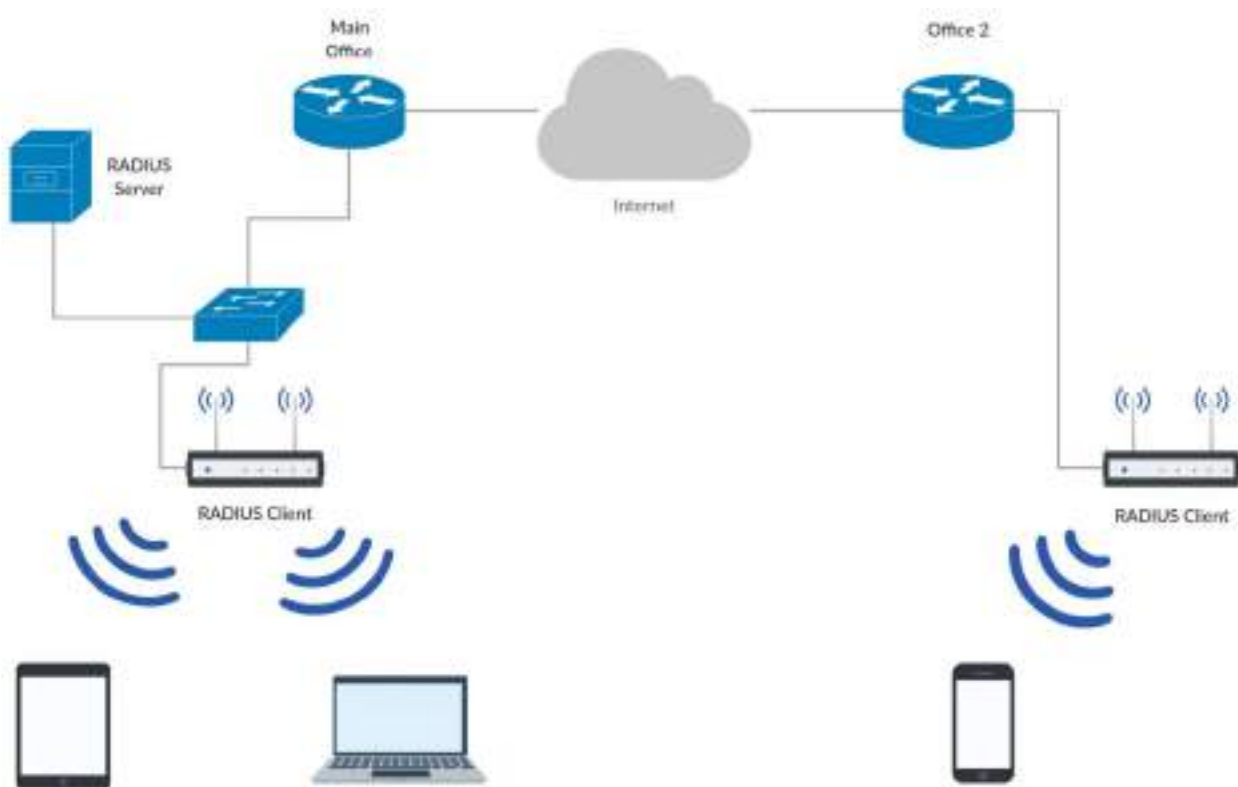 Main
Office
Office 2
RADIUS
Server
Internet
RADIUS Client
RADIUS Client